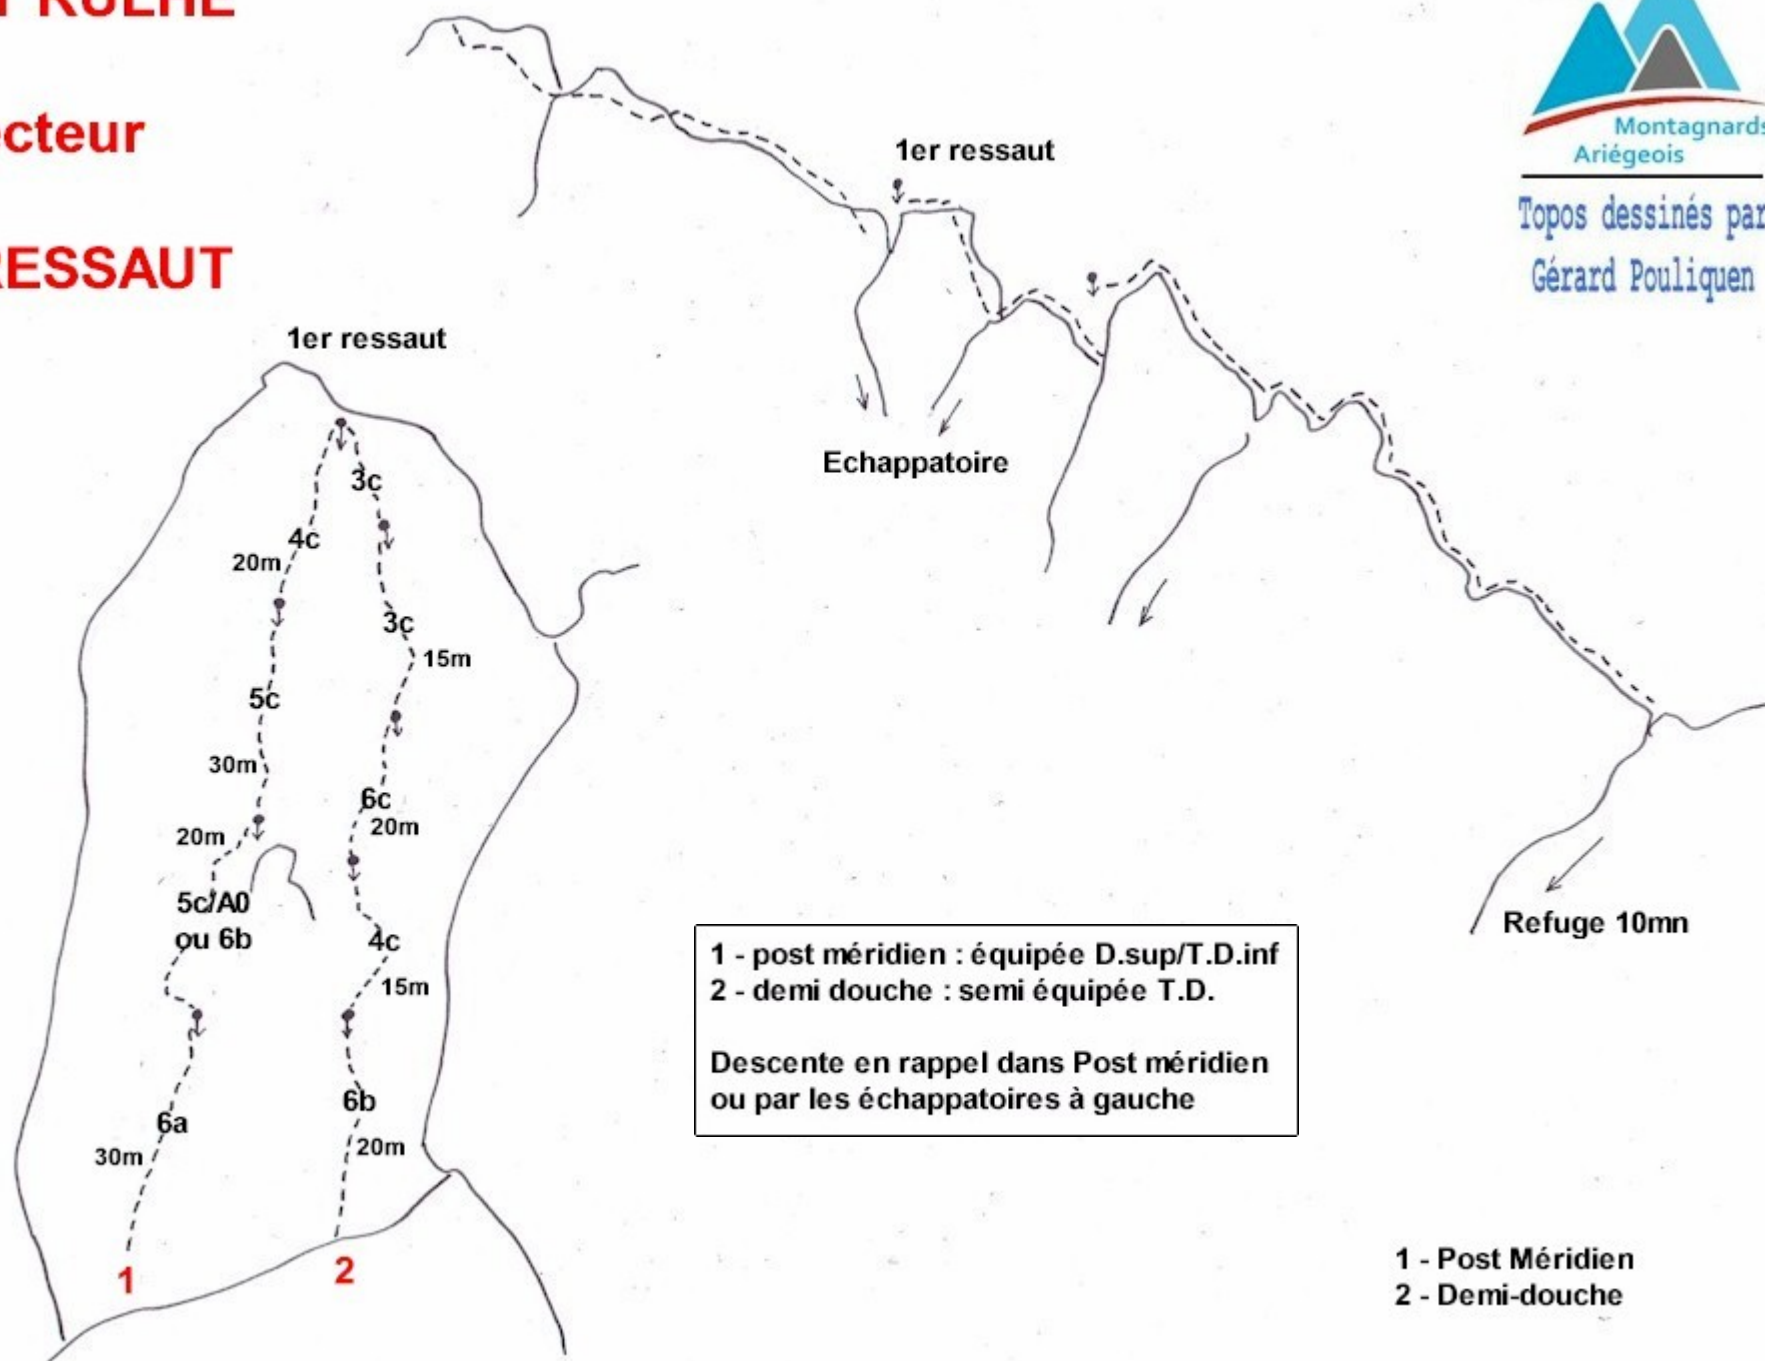 RULHE
RESSAUT
Montagnards
Ariégeois
Topos dessinés par
Gérard Pouliquen
1er ressaut
Echappatoire
Refuge 10mn
1er ressaut
3c
4c
20m
3c
15m
5c
30m
6c
20m
20m
5c/A0
ou 6b
4c
15m
6b
6a
20m
30m
1
2
1 - post méridien : équipée D.sup/T.D.inf
2 - demi douche : semi équipée T.D.
Descente en rappel dans Post méridien
ou par les échappatoires à gauche
1 - Post Méridien
2 - Demi-douche